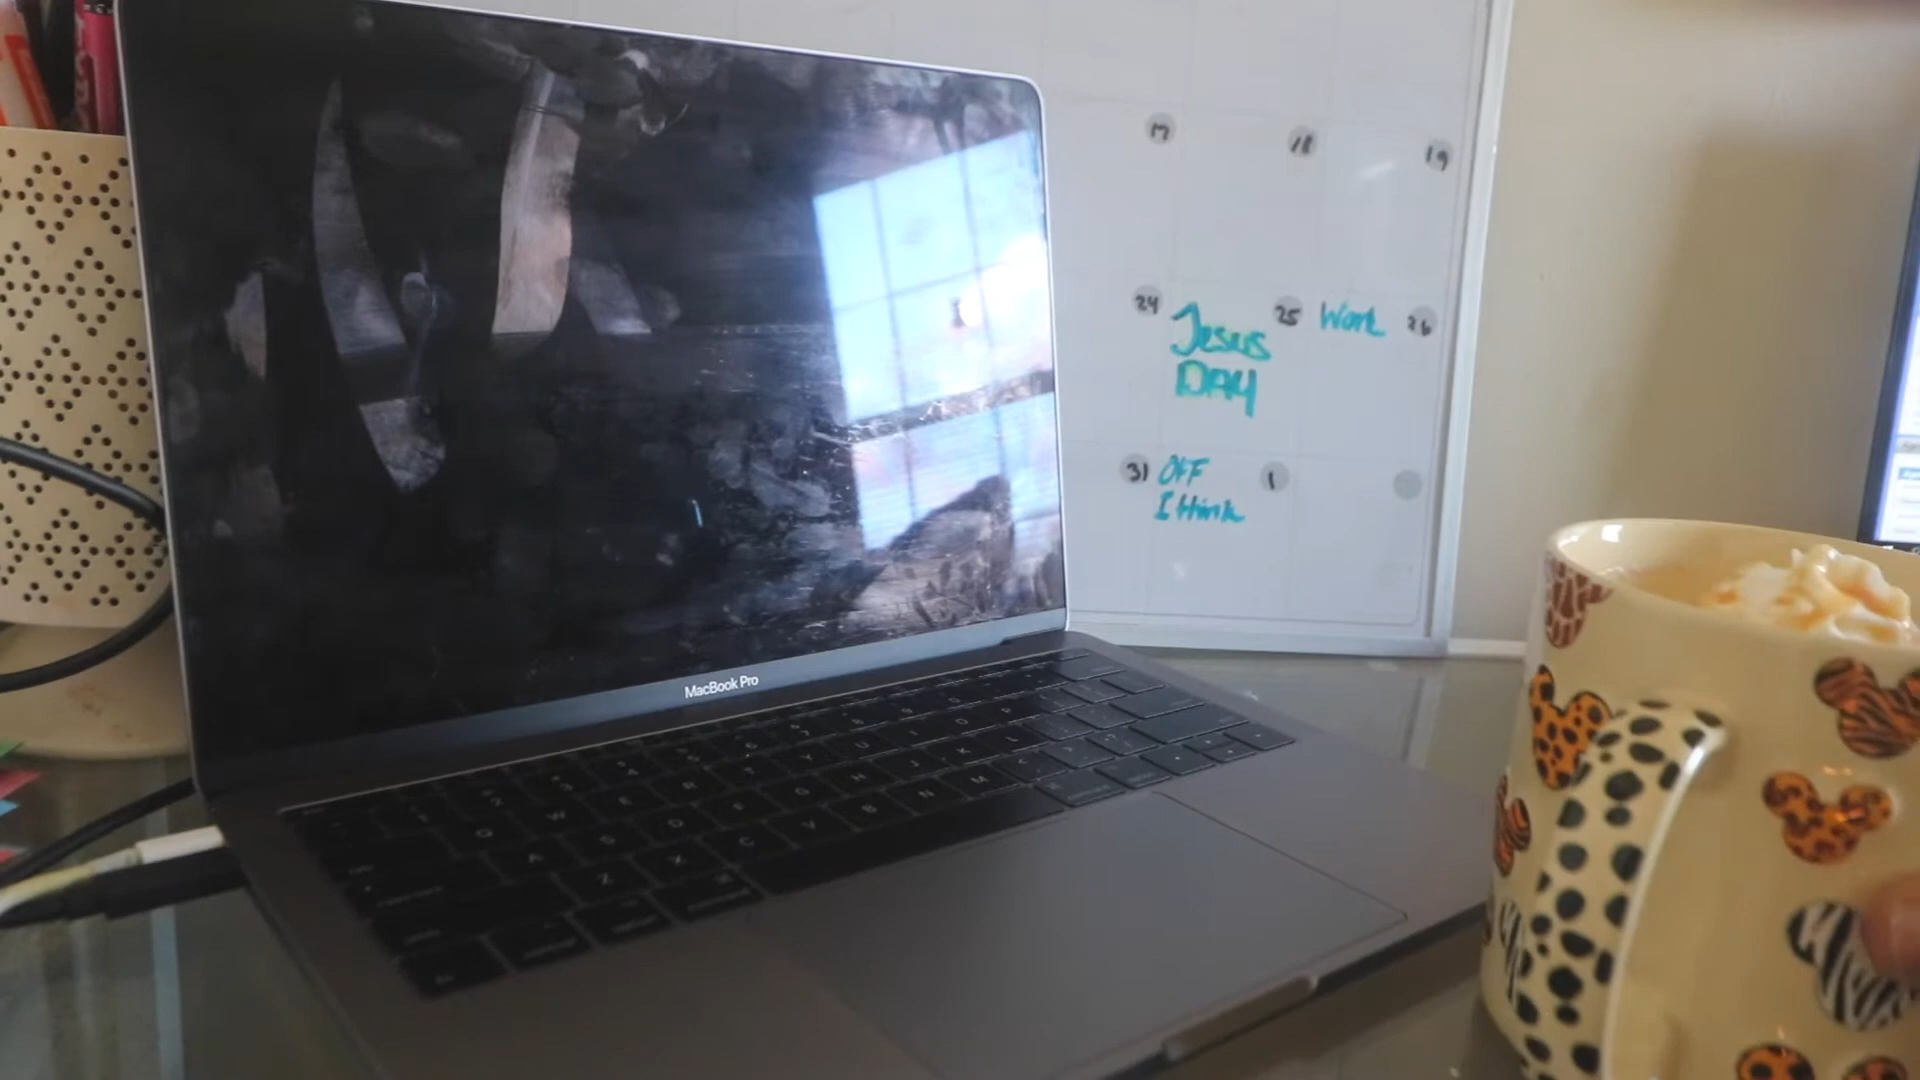 17
18
19
24
Jesus
DAY
25
Work
26
31
OFF
I think
1
MacBook Pro
Q W E R T Y U I O P
A S D F G H J K L
Z X C V B N M